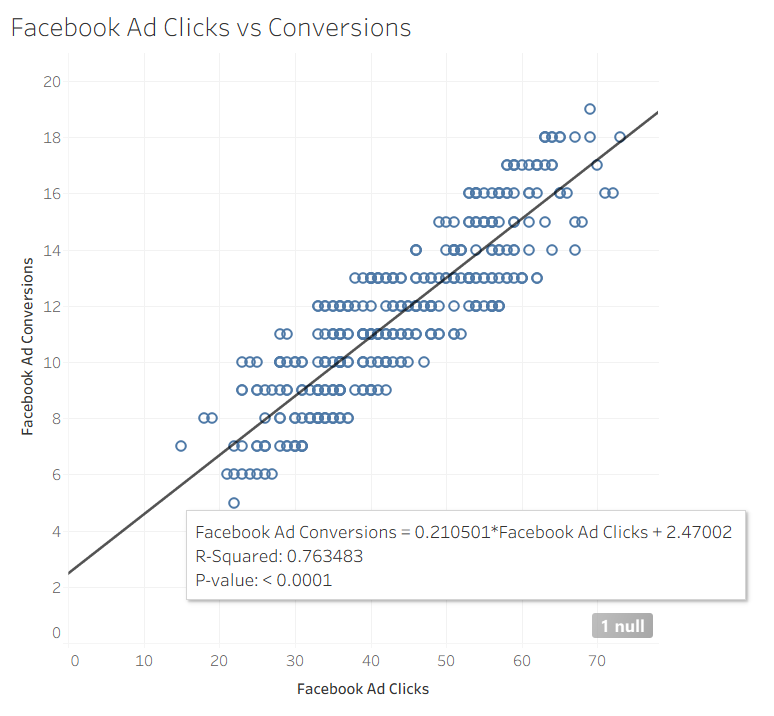 Facebook Ad Clicks vs Conversions
20
18
16
14
12
10
8
6
4
2
0
Facebook Ad Conversions
Facebook Ad Conversions = 0.210501*Facebook Ad Clicks + 2.47002
R-Squared: 0.763483
P-value: < 0.0001
1 null
0 10 20 30 40 50 60 70
Facebook Ad Clicks